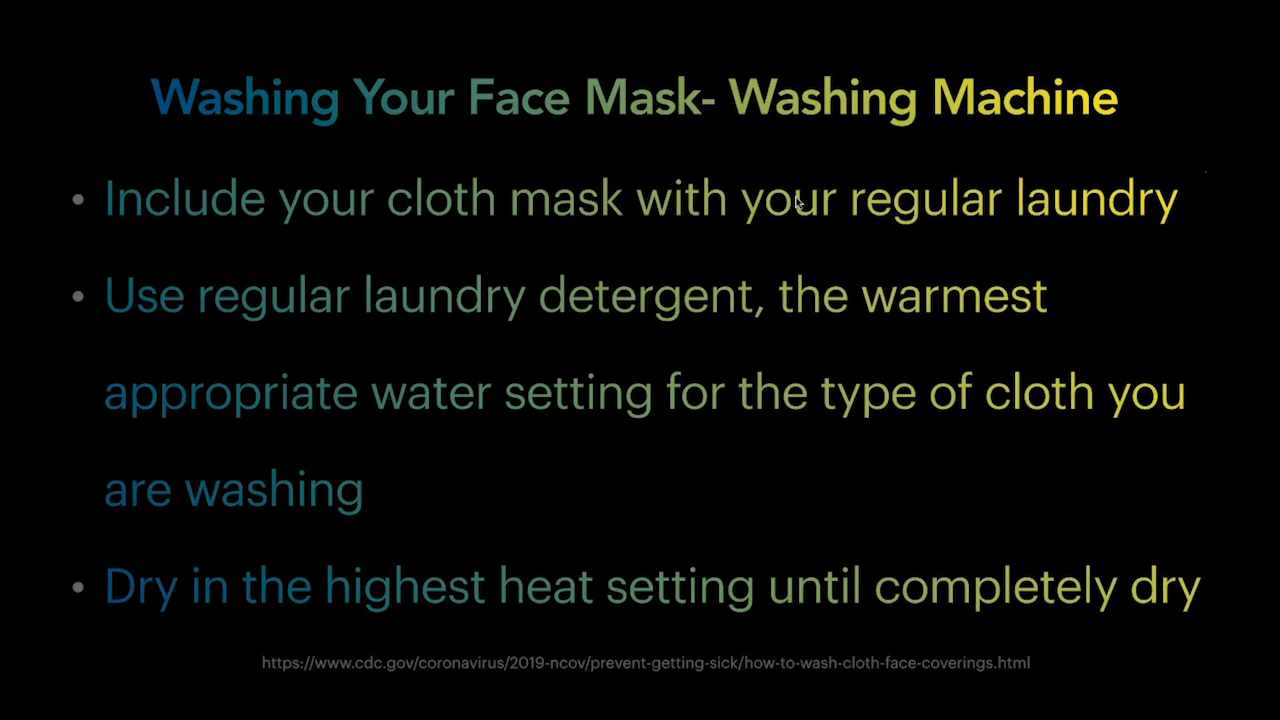 Washing Your Face Mask- Washing Machine
• Include your cloth mask with your regular laundry
• Use regular laundry detergent, the warmest
appropriate water setting for the type of cloth you
are washing
• Dry in the highest heat setting until completely dry
https://www.cdc.gov/coronavirus/2019-ncov/prevent-getting-sick/how-to-wash-cloth-face-coverings.html